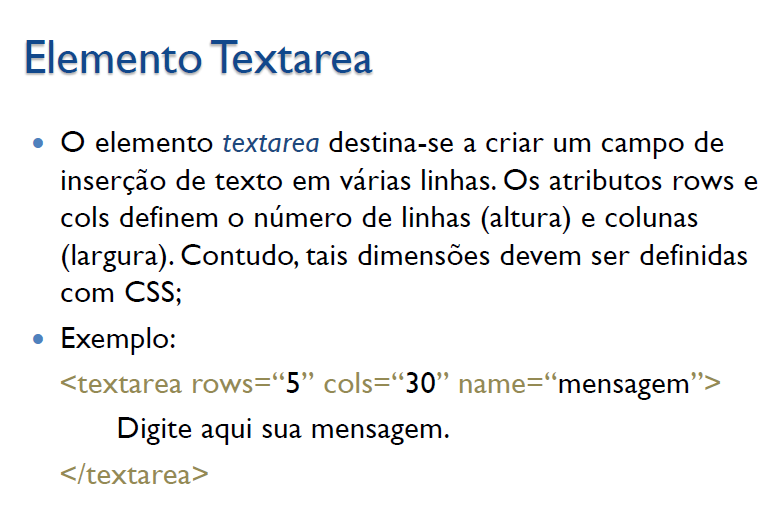 Elemento Textarea
• O elemento textarea destina-se a criar um campo de
inserção de texto em várias linhas. Os atributos rows e
cols definem o número de linhas (altura) e colunas
(largura). Contudo, tais dimensões devem ser definidas
com CSS;
• Exemplo:
<textarea rows=“5” cols=“30” name=“mensagem”>
Digite aqui sua mensagem.
</textarea>